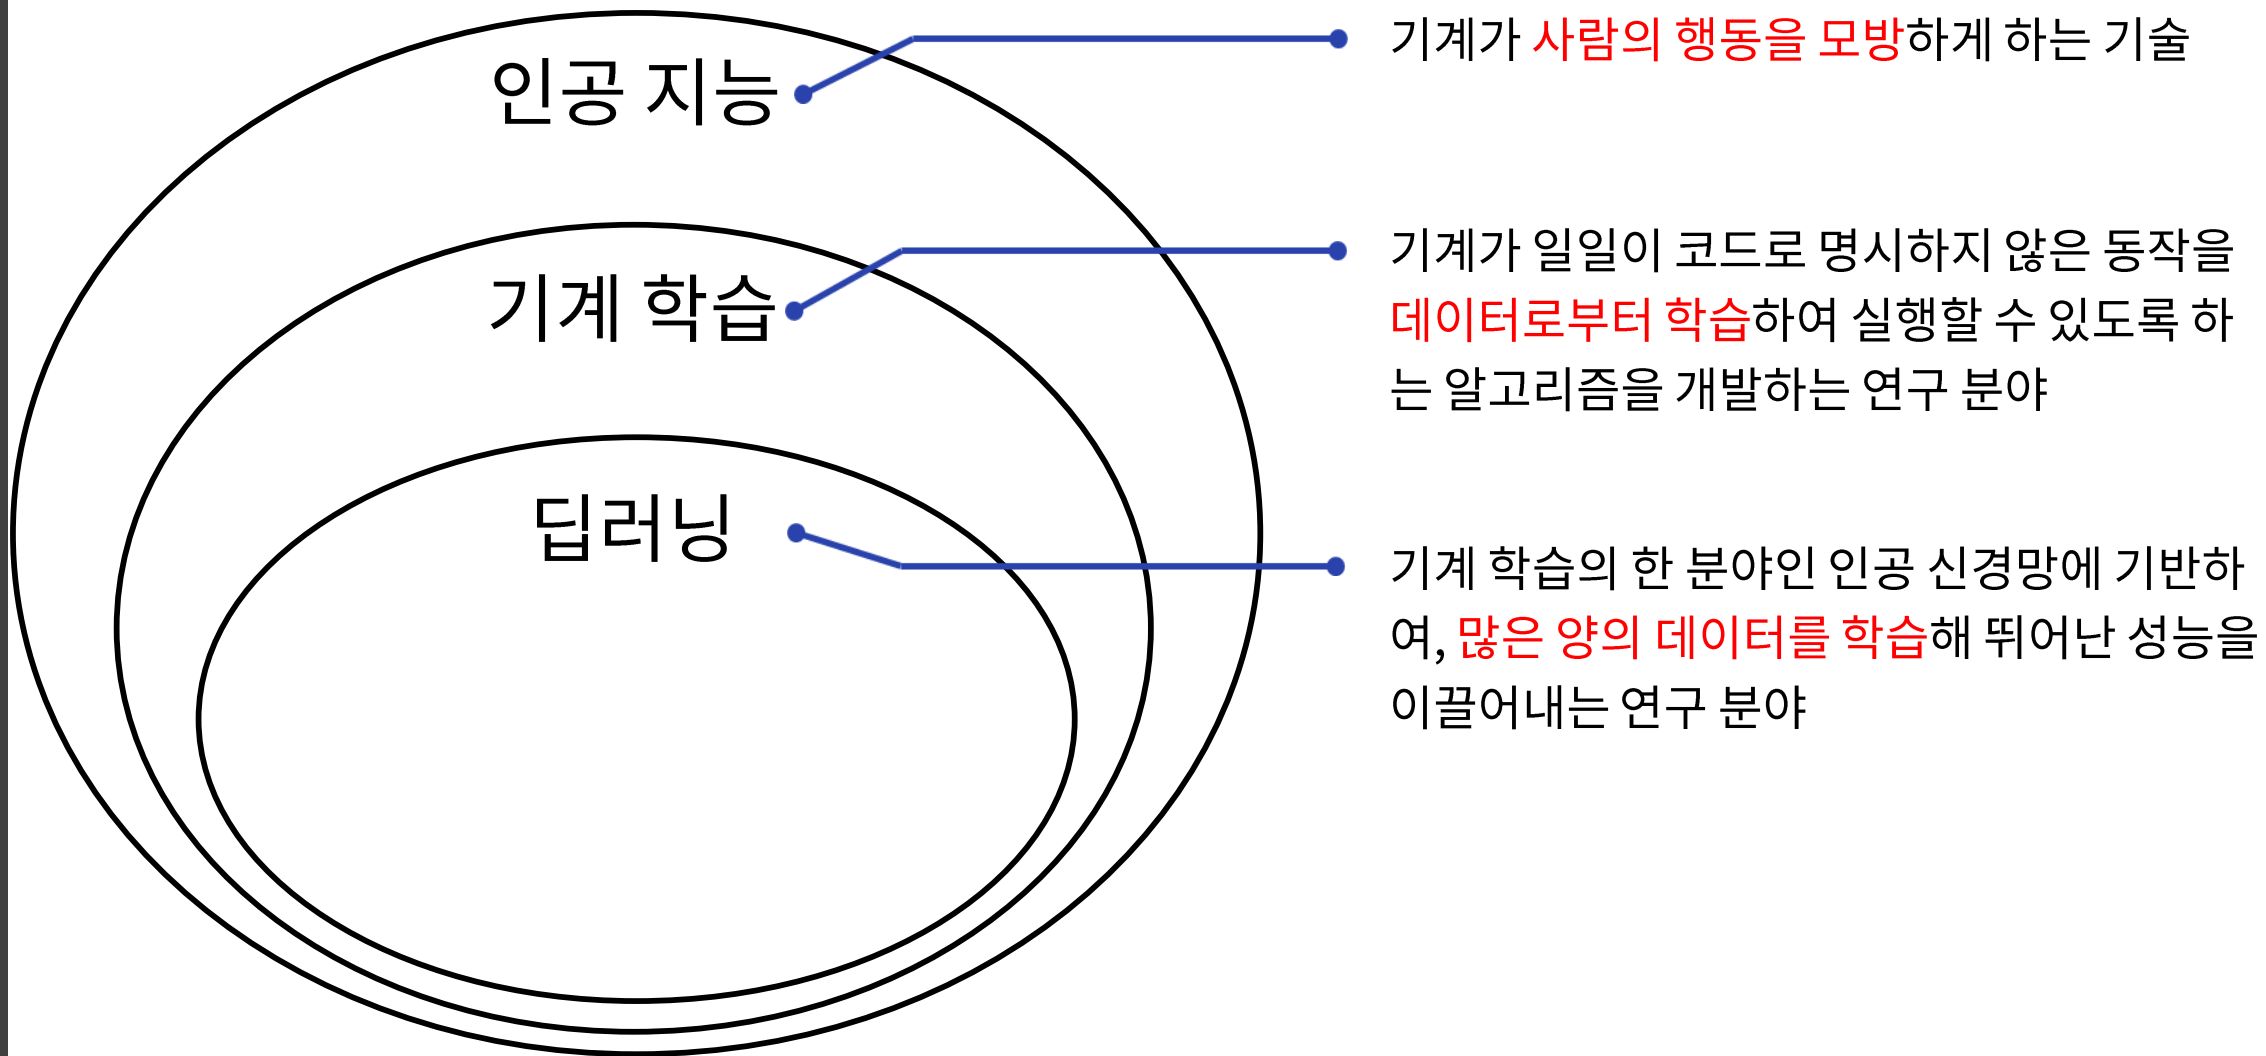 인공 지능
기계가 사람의 행동을 모방하게 하는 기술
기계 학습
기계가 일일이 코드로 명시하지 않은 동작을
데이터로부터 학습하여 실행할 수 있도록 하
는 알고리즘을 개발하는 연구 분야
딥러닝
기계 학습의 한 분야인 인공 신경망에 기반하
여, 많은 양의 데이터를 학습해 뛰어난 성능을
이끌어내는 연구 분야